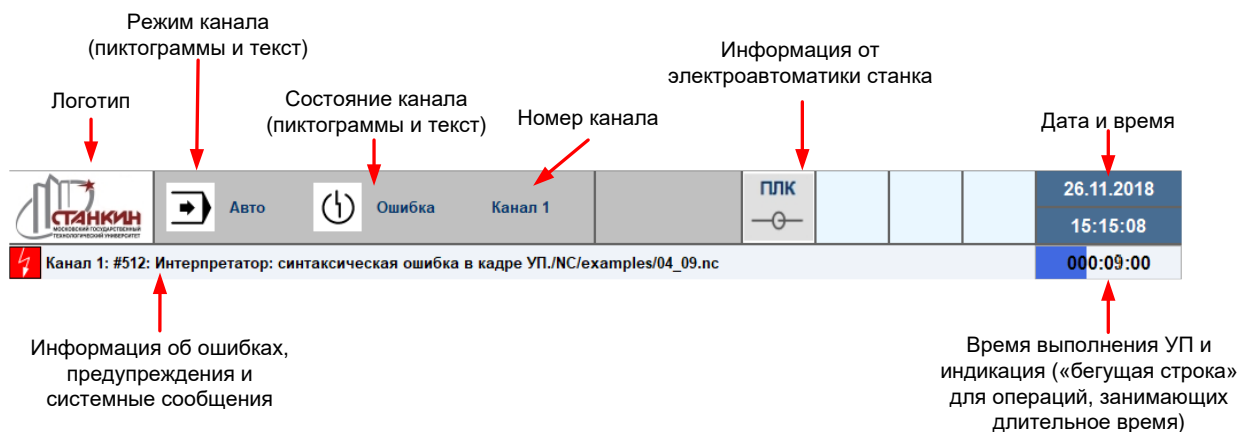 Режим канала
(пиктограммы и текст)
Информация от
электроавтоматики станка
Логотип
Состояние канала
(пиктограммы и текст)
Номер канала
Дата и время
СТАНКИН
МОСКОВСКИЙ ГОСУДАРСТВЕННЫЙ
ТЕХНОЛОГИЧЕСКИЙ УНИВЕРСИТЕТ
Авто
Ошибка
Канал 1
ПЛК
26.11.2018
15:15:08
Канал 1: #512: Интерпретатор: синтаксическая ошибка в кадре УП./NC/examples/04_09.nc
000:09:00
Информация об ошибках,
предупреждения и
системные сообщения
Время выполнения УП и
индикация («бегущая строка»
для операций, занимающих
длительное время)